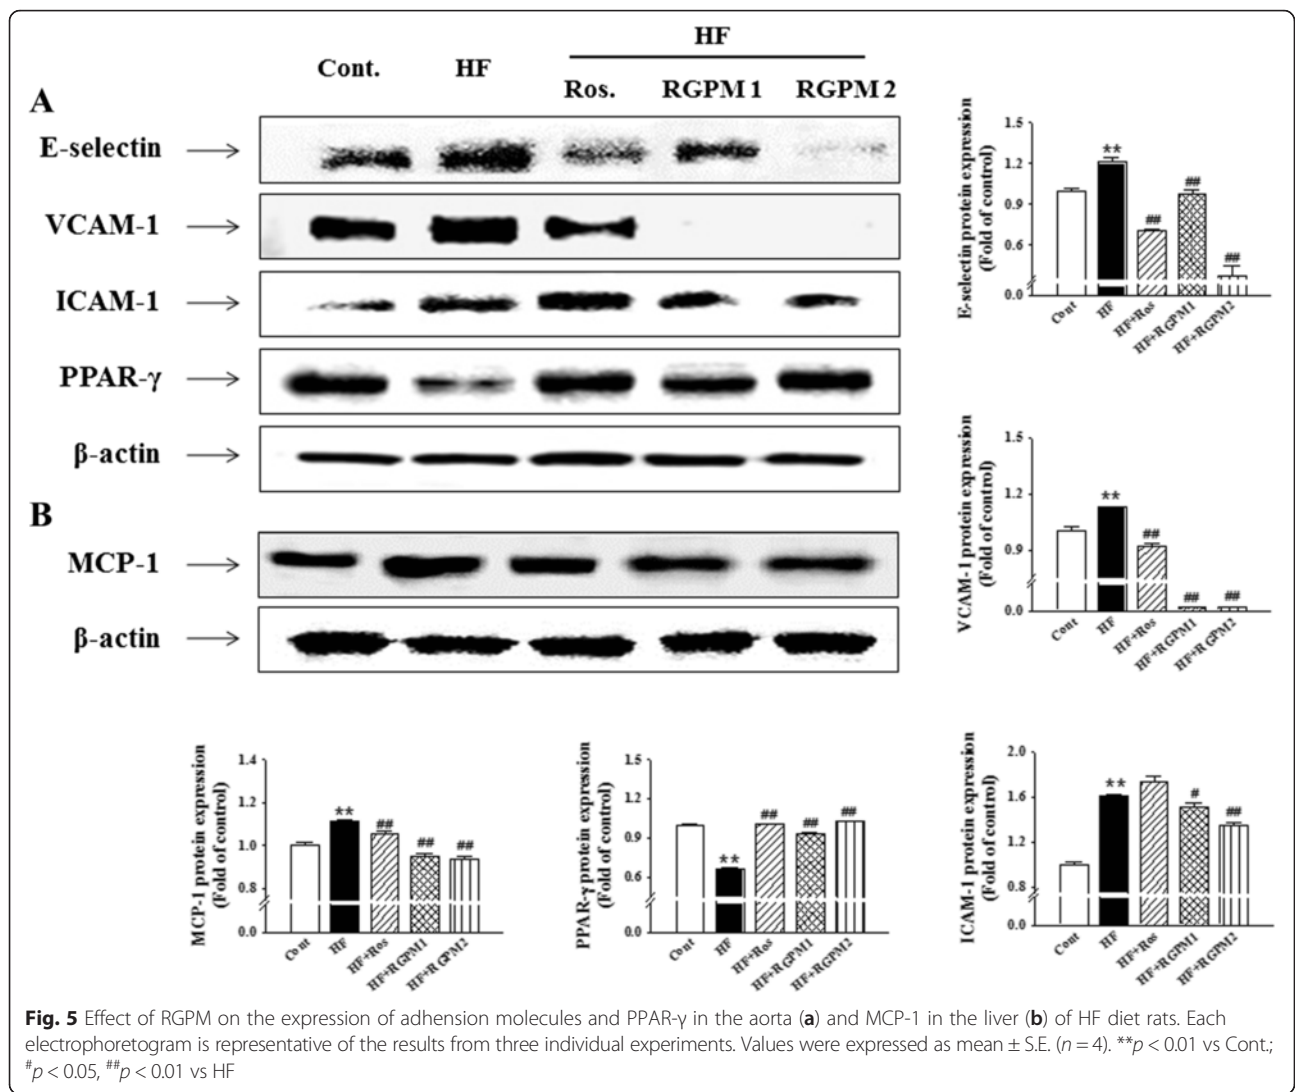 HF
Cont. HF
Ros. RGPM 1 RGPM 2
A
E-selectin
VCAM-1
ICAM-1
PPAR-γ
β-actin
B
MCP-1
β-actin
E-selectin protein expression
(Fold of control)
1.5
1.2
0.9
0.6
0.0
**
##
##
##
Cont
HF
HF+Ros
HF+RGPM1
HF+RGPM2
VCAM-1 protein expression
(Fold of control)
1.5
1.2
0.9
0.0
**
##
##
##
Cont
HF
HF+Ros
HF+RGPM1
HF+RGPM2
MCP-1 protein expression
(Fold of control)
1.4
1.2
1.0
0.8
0.0
**
##
##
##
Cont
HF
HF+Ros
HF+RGPM1
HF+RGPM2
PPAR-γ protein expression
(Fold of control)
1.5
1.2
0.9
0.6
0.0
**
##
##
##
Cont
HF
HF+Ros
HF+RGPM1
HF+RGPM2
ICAM-1 protein expression
(Fold of control)
2.0
1.6
1.2
0.8
0.0
**
#
##
Cont
HF
HF+Ros
HF+RGPM1
HF+RGPM2
Fig. 5 Effect of RGPM on the expression of adhension molecules and PPAR-γ in the aorta (a) and MCP-1 in the liver (b) of HF diet rats. Each
electrophoretogram is representative of the results from three individual experiments. Values were expressed as mean ± S.E. (n = 4). **p < 0.01 vs Cont.;
#p < 0.05, ##p < 0.01 vs HF